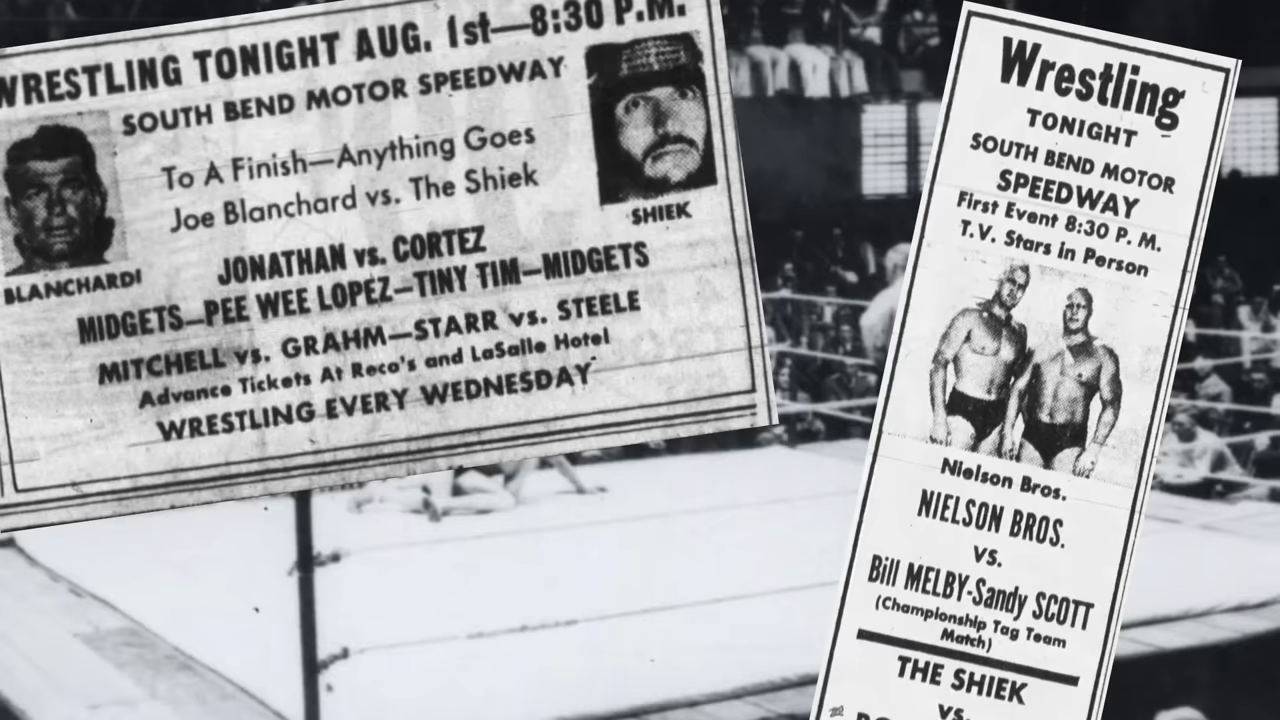 WRESTLING TONIGHT AUG. 1st—8:30 P.M.
SOUTH BEND MOTOR SPEEDWAY
To A Finish—Anything Goes
Joe Blanchard vs. The Shiek
SHIEK
BLANCHARDI
JONATHAN vs. CORTEZ
MIDGETS—PEE WEE LOPEZ—TINY TIM—MIDGETS
MITCHELL vs. GRAHM—STARR vs. STEELE
Advance Tickets At Reco's and LaSalle Hotel
WRESTLING EVERY WEDNESDAY
Wrestling
TONIGHT
SOUTH BEND MOTOR
SPEEDWAY
First Event 8:30 P. M.
T.V. Stars in Person
Nielson Bros.
NIELSON BROS.
VS.
Bill MELBY-Sandy SCOTT
(Championship Tag Team
Match)
THE SHIEK
VS.